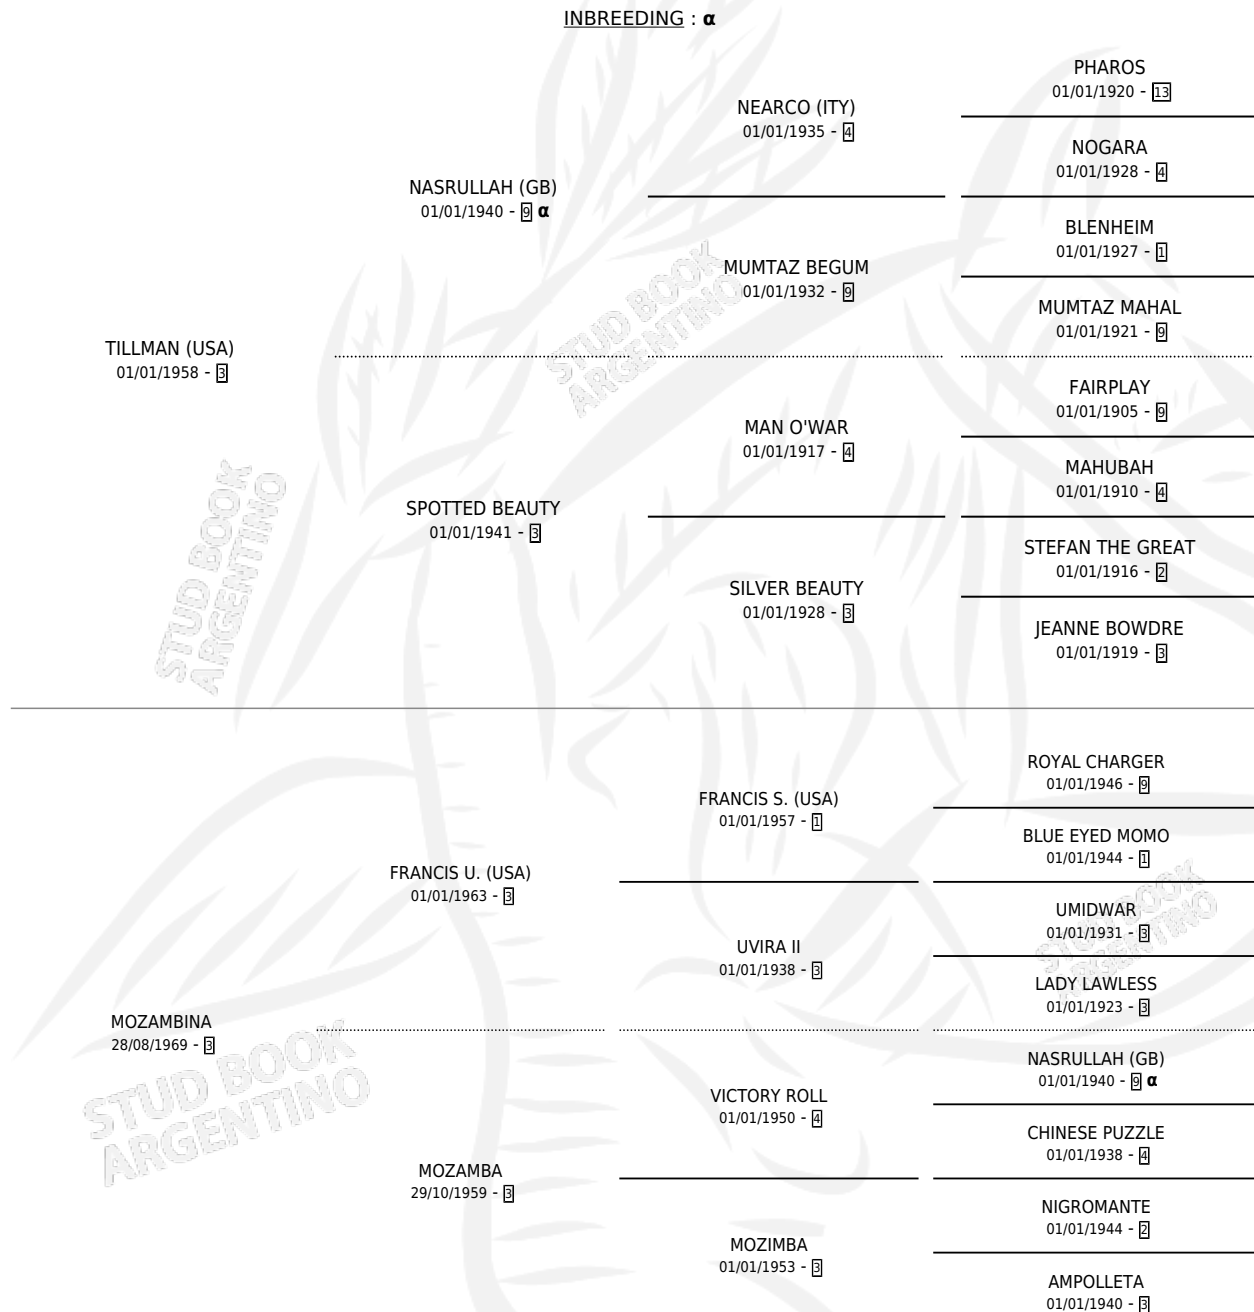 INBREEDING : α
PHAROS
01/01/1920 - 13
NEARCO (ITY)
01/01/1935 - 4
NOGARA
01/01/1928 - 4
NASRULLAH (GB)
01/01/1940 - 9 α
BLENHEIM
01/01/1927 - 1
MUMTAZ BEGUM
01/01/1932 - 9
MUMTAZ MAHAL
01/01/1921 - 9
TILLMAN (USA)
01/01/1958 - 3
FAIRPLAY
01/01/1905 - 9
MAN O'WAR
01/01/1917 - 4
MAHUBAH
01/01/1910 - 4
SPOTTED BEAUTY
01/01/1941 - 3
STEFAN THE GREAT
01/01/1916 - 2
SILVER BEAUTY
01/01/1928 - 3
JEANNE BOWDRE
01/01/1919 - 3
ROYAL CHARGER
01/01/1946 - 9
FRANCIS S. (USA)
01/01/1957 - 1
BLUE EYED MOMO
01/01/1944 - 1
FRANCIS U. (USA)
01/01/1963 - 3
UMIDWAR
01/01/1931 - 3
UVIRA II
01/01/1938 - 3
LADY LAWLESS
01/01/1923 - 3
MOZAMBINA
28/08/1969 - 3
NASRULLAH (GB)
01/01/1940 - 9 α
VICTORY ROLL
01/01/1950 - 4
CHINESE PUZZLE
01/01/1938 - 4
MOZAMBA
29/10/1959 - 3
NIGROMANTE
01/01/1944 - 2
MOZIMBA
01/01/1953 - 3
AMPOLLETA
01/01/1940 - 3
STUD BOOK
ARGENTINO
STUD BOOK
ARGENTINO
STUD BOOK
ARGENTINO
STUD BOOK
ARGENTINO